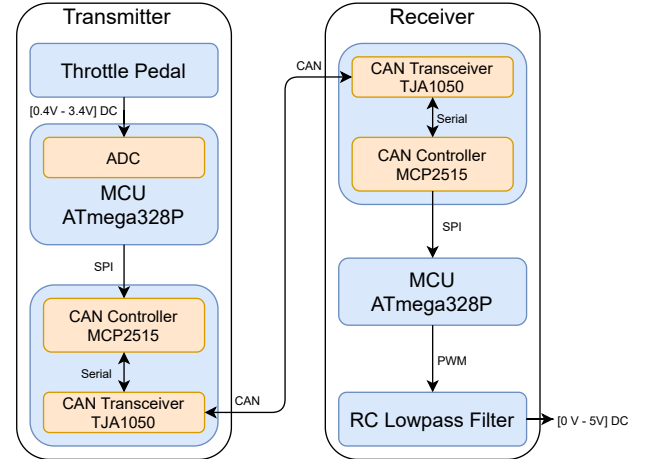 Transmitter
Throttle Pedal
[0.4V - 3.4V] DC
ADC
MCU
ATmega328P
SPI
CAN Controller
MCP2515
Serial
CAN Transceiver
TJA1050
CAN
Receiver
CAN
CAN Transceiver
TJA1050
Serial
CAN Controller
MCP2515
SPI
MCU
ATmega328P
PWM
RC Lowpass Filter
[0 V - 5V] DC